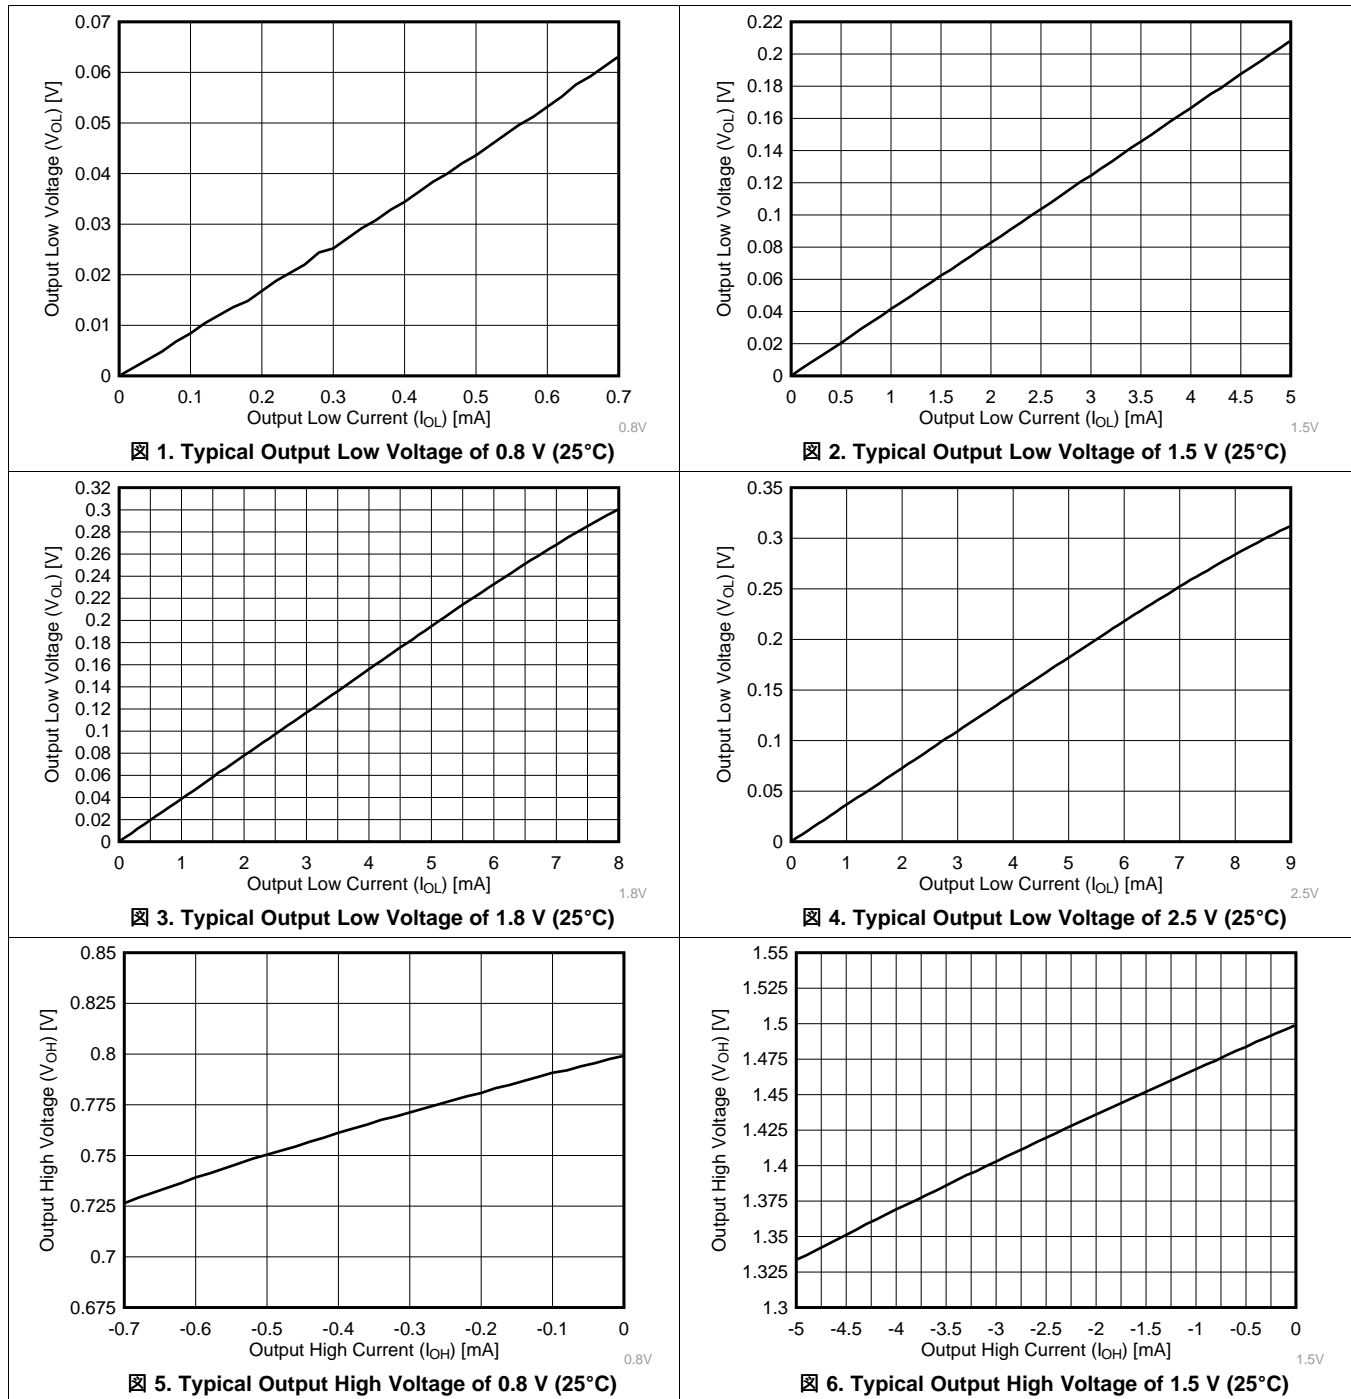 0.07
0.06
0.05
0.04
0.03
0.02
0.01
0
Output Low Voltage (VOL) [V]
0 0.1 0.2 0.3 0.4 0.5 0.6 0.7
Output Low Current (IOL) [mA]
0.8V
図 1. Typical Output Low Voltage of 0.8 V (25°C)
0.22
0.2
0.18
0.16
0.14
0.12
0.1
0.08
0.06
0.04
0.02
0
Output Low Voltage (VOL) [V]
0 0.5 1 1.5 2 2.5 3 3.5 4 4.5 5
Output Low Current (IOL) [mA]
1.5V
図 2. Typical Output Low Voltage of 1.5 V (25°C)
0.32
0.3
0.28
0.26
0.24
0.22
0.2
0.18
0.16
0.14
0.12
0.1
0.08
0.06
0.04
0.02
0
Output Low Voltage (VOL) [V]
0 1 2 3 4 5 6 7 8
Output Low Current (IOL) [mA]
1.8V
図 3. Typical Output Low Voltage of 1.8 V (25°C)
0.35
0.3
0.25
0.2
0.15
0.1
0.05
0
Output Low Voltage (VOL) [V]
0 1 2 3 4 5 6 7 8 9
Output Low Current (IOL) [mA]
2.5V
図 4. Typical Output Low Voltage of 2.5 V (25°C)
0.85
0.825
0.8
0.775
0.75
0.725
0.7
0.675
Output High Voltage (VOH) [V]
-0.7 -0.6 -0.5 -0.4 -0.3 -0.2 -0.1 0
Output High Current (IOH) [mA]
0.8V
図 5. Typical Output High Voltage of 0.8 V (25°C)
1.55
1.525
1.5
1.475
1.45
1.425
1.4
1.375
1.35
1.325
1.3
Output High Voltage (VOH) [V]
-5 -4.5 -4 -3.5 -3 -2.5 -2 -1.5 -1 -0.5 0
Output High Current (IOH) [mA]
1.5V
図 6. Typical Output High Voltage of 1.5 V (25°C)